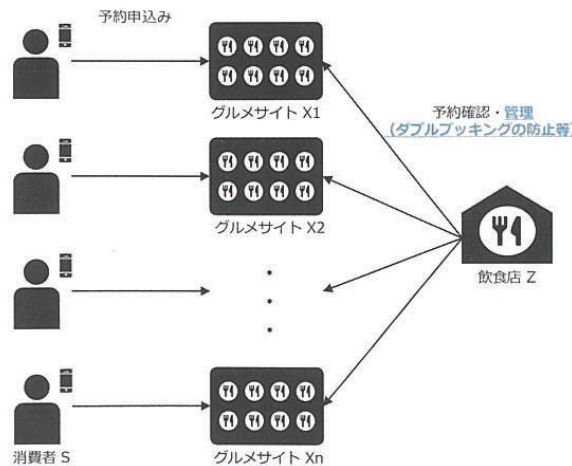 予約申込み
グルメサイト X1
予約確認・管理
(ダブルブッキングの防止等)
グルメサイト X2
飲食店 Z
・
・
・
消費者 S
グルメサイト Xn